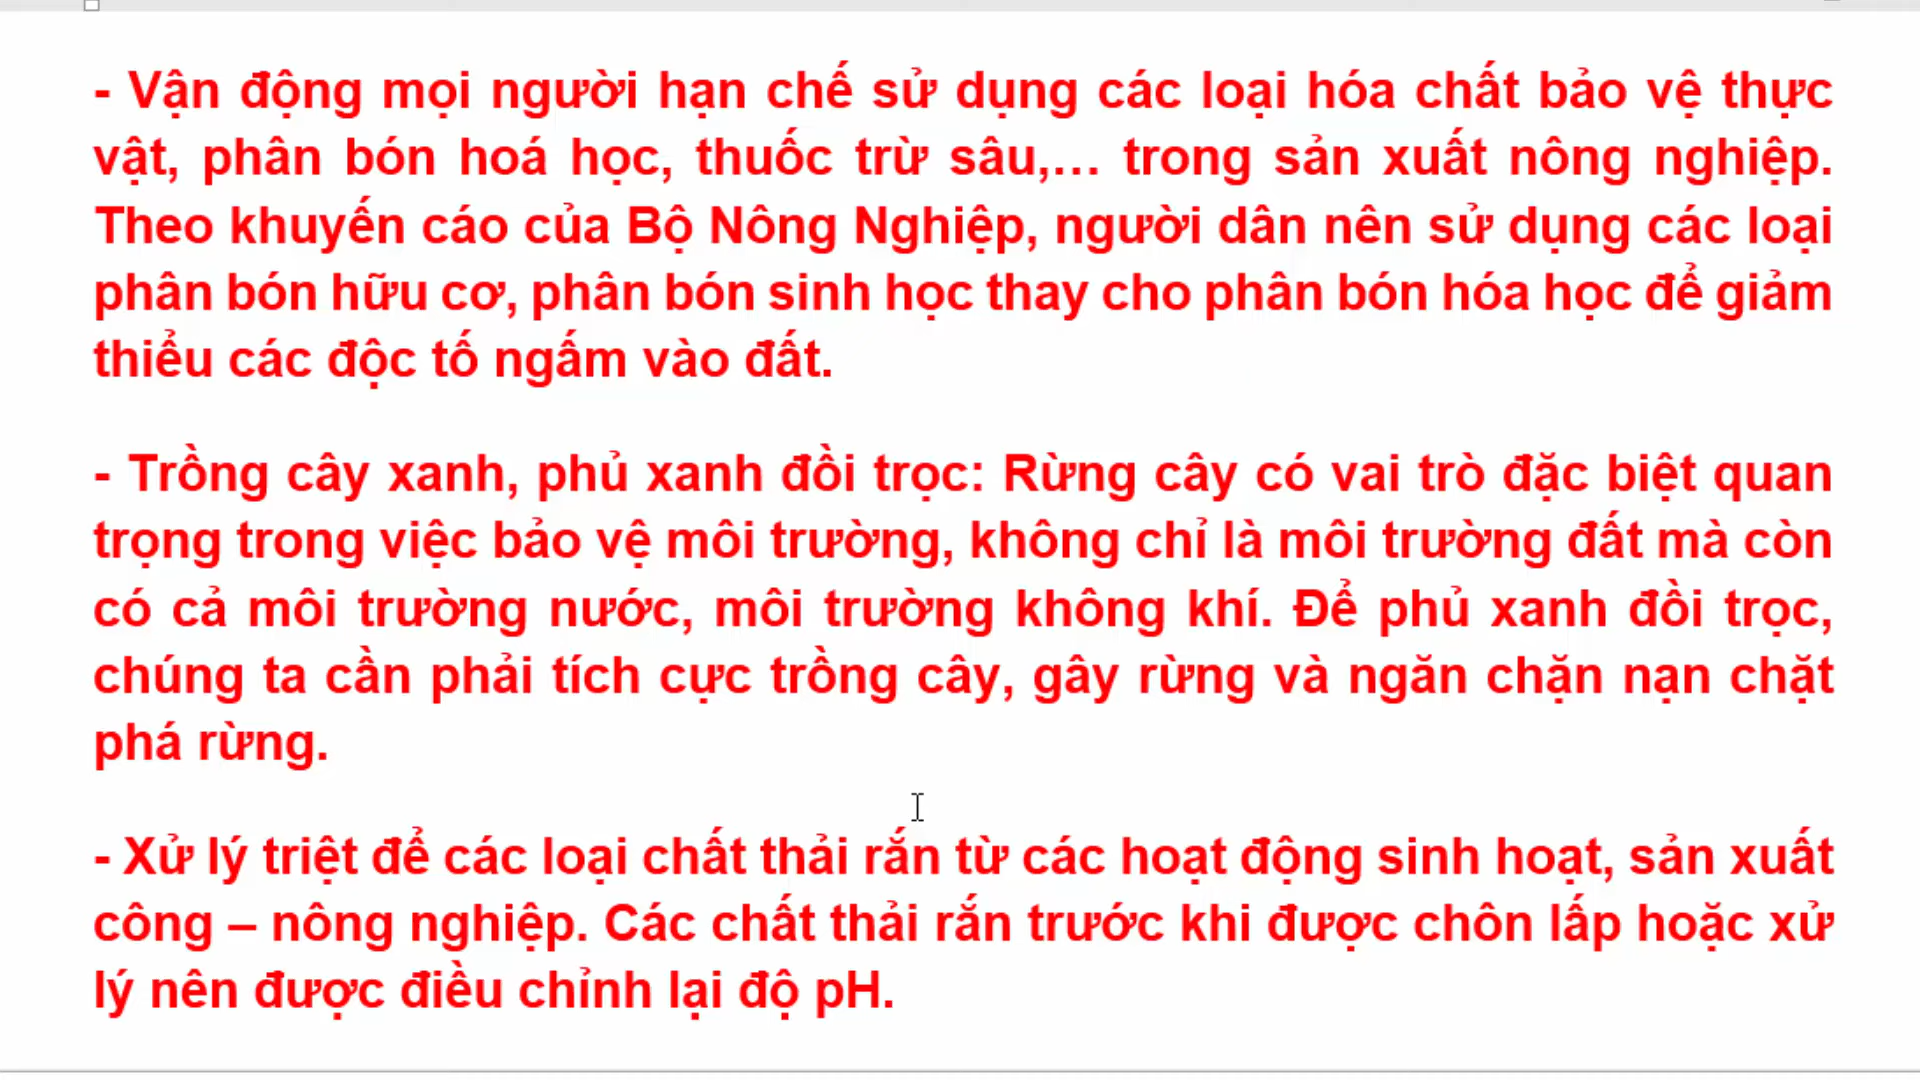 - Vận động mọi người hạn chế sử dụng các loại hóa chất bảo vệ thực
vật, phân bón hoá học, thuốc trừ sâu,... trong sản xuất nông nghiệp.
Theo khuyến cáo của Bộ Nông Nghiệp, người dân nên sử dụng các loại
phân bón hữu cơ, phân bón sinh học thay cho phân bón hóa học để giảm
thiểu các độc tố ngấm vào đất.
- Trồng cây xanh, phủ xanh đồi trọc: Rừng cây có vai trò đặc biệt quan
trọng trong việc bảo vệ môi trường, không chỉ là môi trường đất mà còn
có cả môi trường nước, môi trường không khí. Để phủ xanh đồi trọc,
chúng ta cần phải tích cực trồng cây, gây rừng và ngăn chặn nạn chặt
phá rừng.
- Xử lý triệt để các loại chất thải rắn từ các hoạt động sinh hoạt, sản xuất
công – nông nghiệp. Các chất thải rắn trước khi được chôn lấp hoặc xử
lý nên được điều chỉnh lại độ pH.